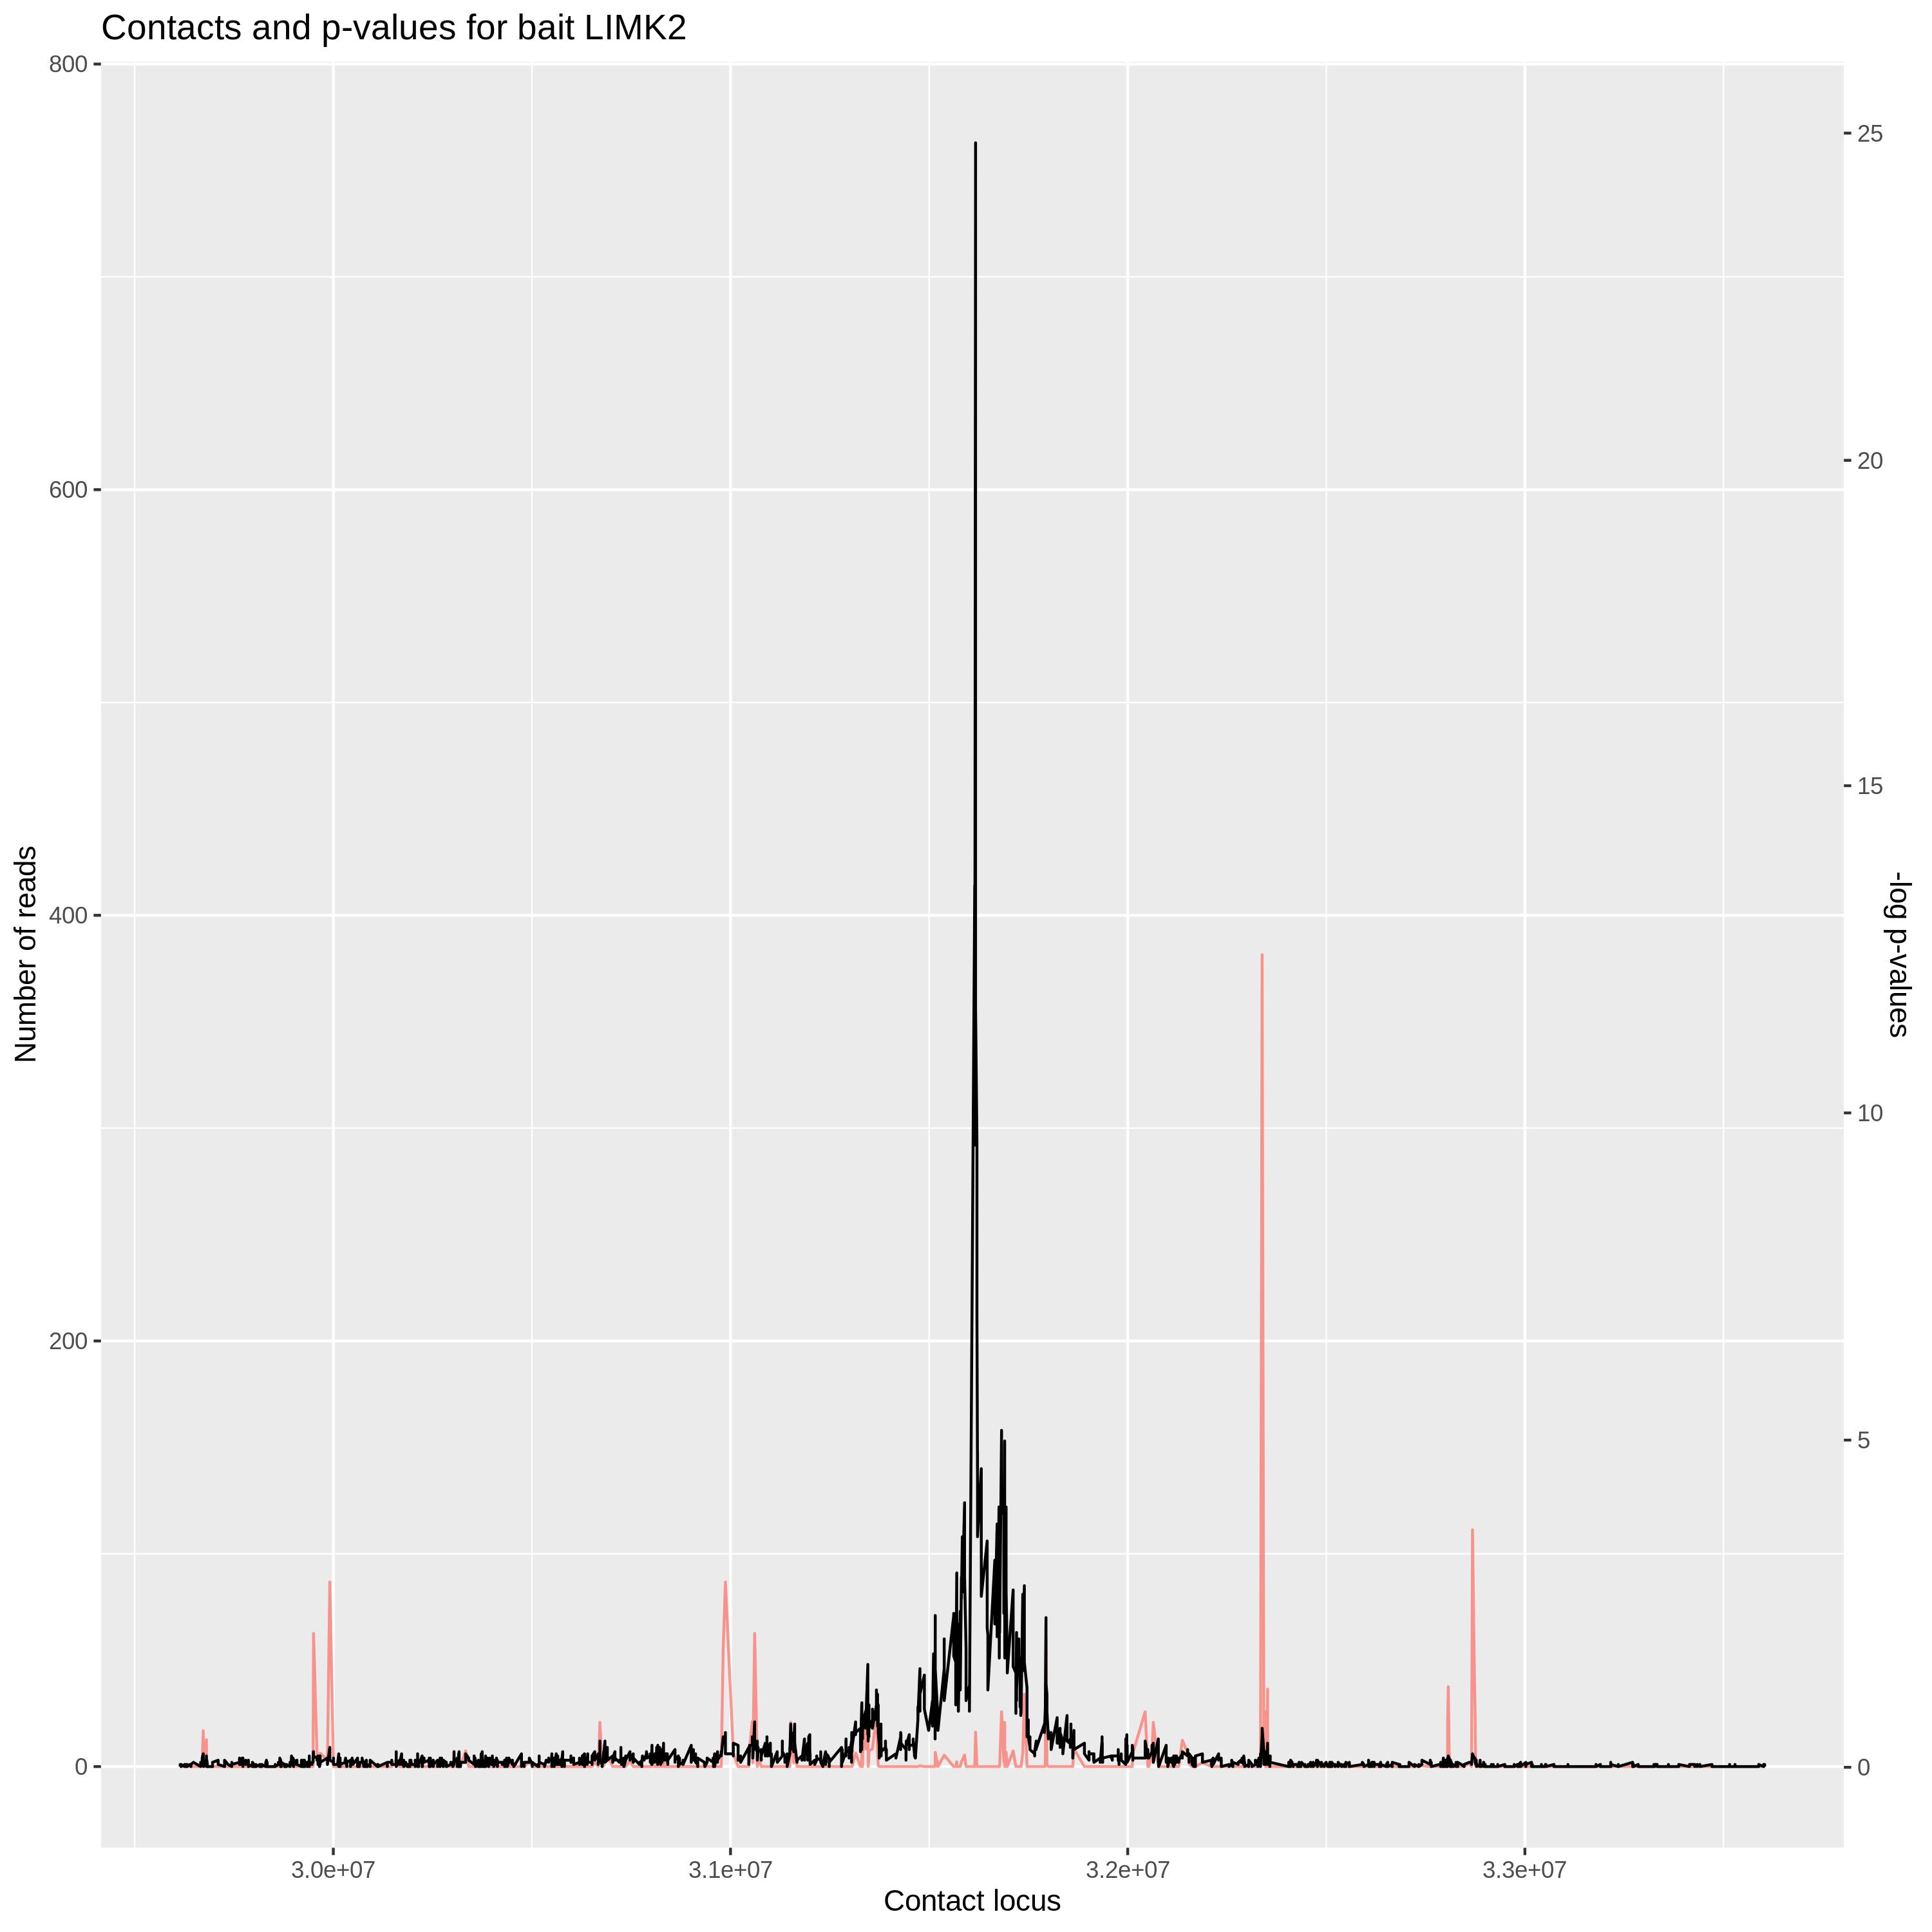 Contacts and p-values for bait LIMK2
800
600
400
200
0
Number of reads
25
20
15
10
5
0
-log p-values
3.0e+07
3.1e+07
3.2e+07
3.3e+07
Contact locus